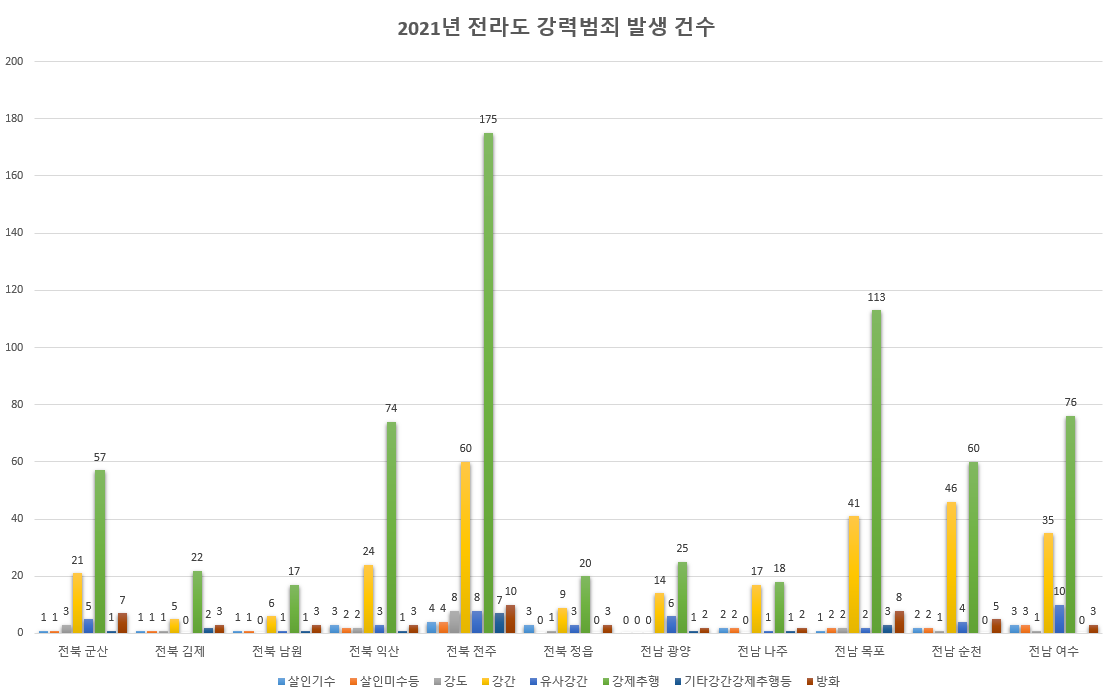 2021년 전라도 강력범죄 발생 건수
200
180
160
140
120
100
80
60
40
20
0
1 1 3 21 5 57 1 7
1 1 1 5 0 22 2 3
1 1 0 6 1 17 1 3
3 2 2 24 3 74 1 3
4 4 8 60 8 175 7 10
3 0 1 9 3 20 0 3
0 0 0 14 6 25 1 2
2 2 0 17 1 18 1 2
1 2 2 41 2 113 3 8
2 2 1 46 4 60 0 5
3 3 1 35 10 76 0 3
전북 군산 전북 김제 전북 남원 전북 익산 전북 전주 전북 정읍 전남 광양 전남 나주 전남 목포 전남 순천 전남 여수
살인기수 살인미수등 강도 강간 유사강간 강제추행 기타강간강제추행등 방화